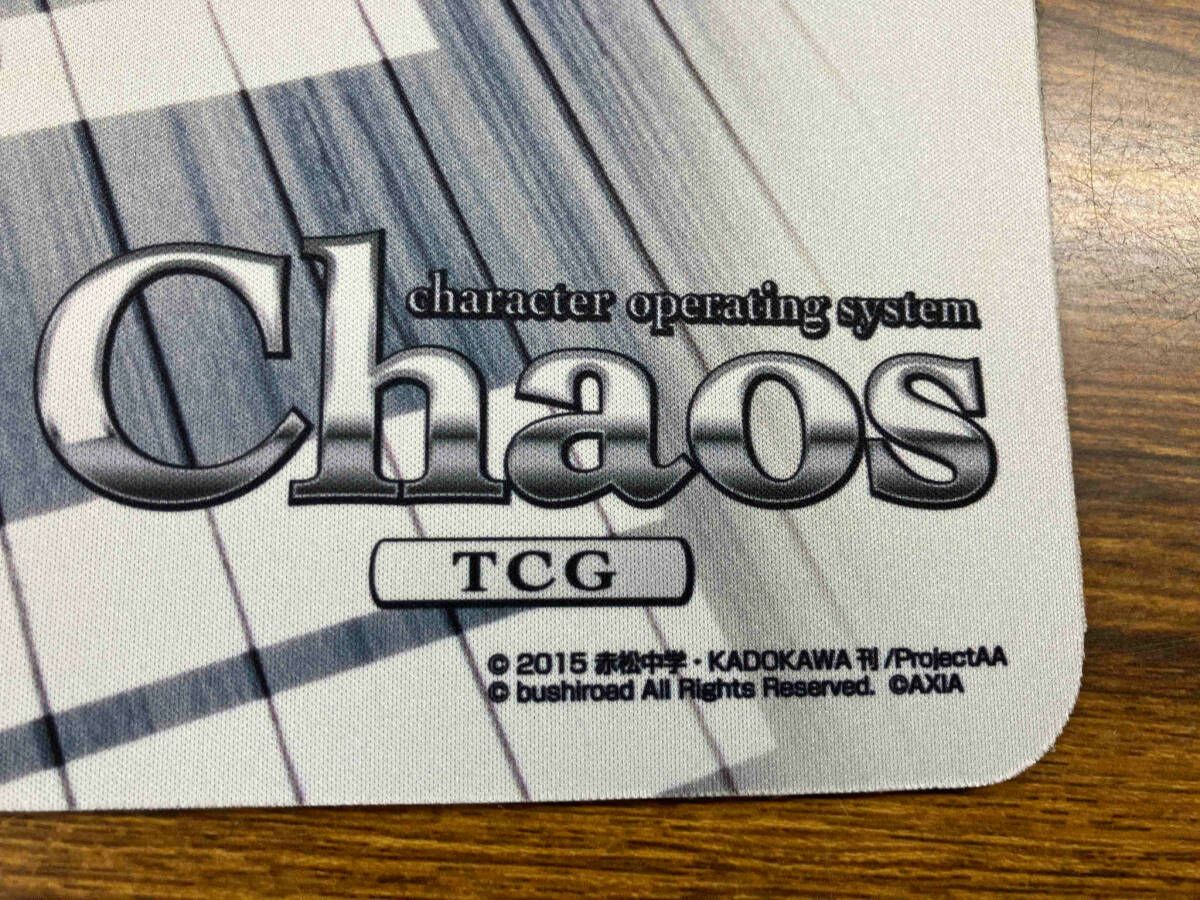 character operating system
Chaos
TCG
© 2015 赤松中学・KADOKAWA 刊 /ProjectAA
© bushiroad All Rights Reserved. ©AXIA